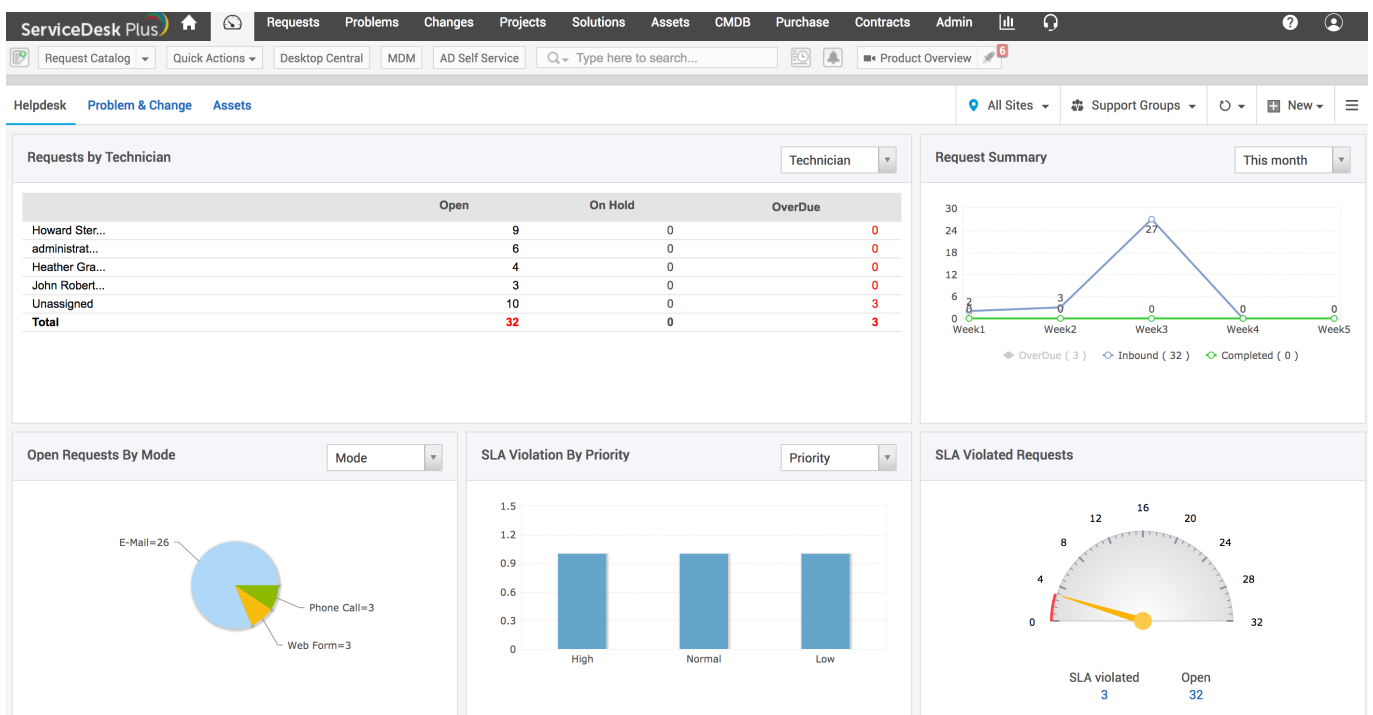 ServiceDesk Plus Requests Problems Changes Projects Solutions Assets CMDB Purchase Contracts Admin
Request Catalog Quick Actions Desktop Central MDM AD Self Service Type here to search... Product Overview 6
Helpdesk Problem & Change Assets All Sites Support Groups New
Requests by Technician Technician
Open On Hold OverDue
Howard Ster... 9 0 0
administrat... 6 0 0
Heather Gra... 4 0 0
John Robert... 3 0 0
Unassigned 10 0 3
Total 32 0 3
Request Summary This month
30
24
18
12
6
0
2
0
3
0
27
0
0
0
Week1 Week2 Week3 Week4 Week5
OverDue ( 3 ) Inbound ( 32 ) Completed ( 0 )
Open Requests By Mode Mode
E-Mail=26
Phone Call=3
Web Form=3
SLA Violation By Priority Priority
1.5
1.2
0.9
0.6
0.3
0
High Normal Low
SLA Violated Requests
0 4 8 12 16 20 24 28 32
SLA violated Open
3 32